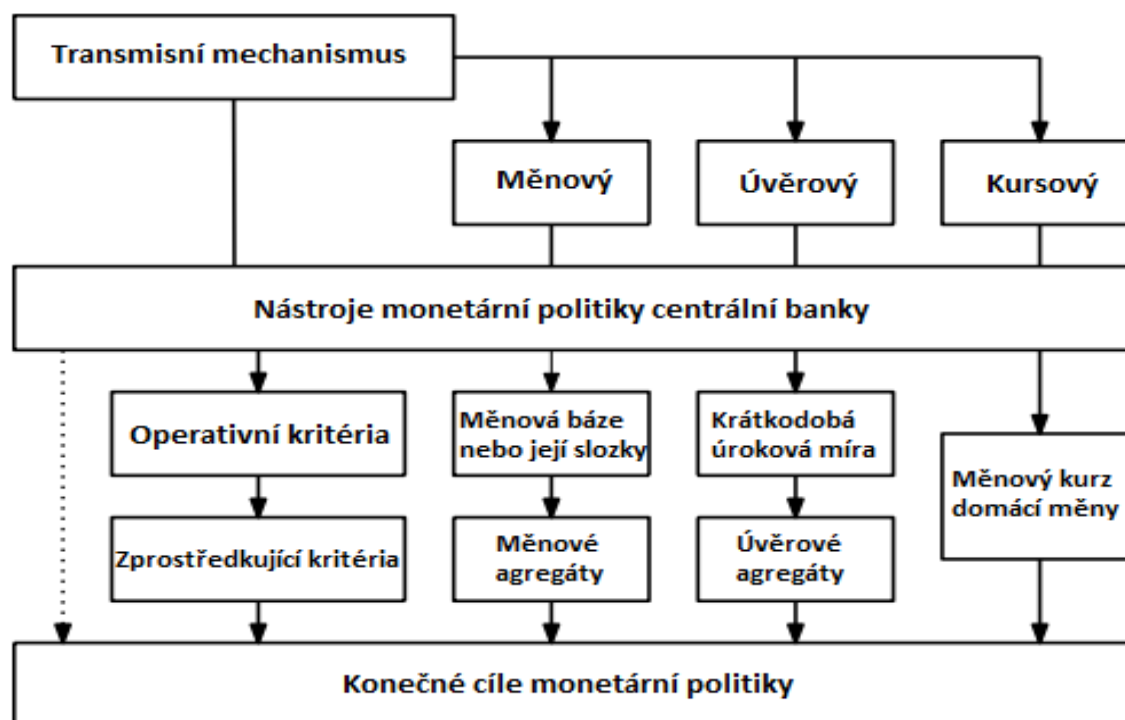 Transmisní mechanismus
Měnový
Úvěrový
Kursový
Nástroje monetární politiky centrální banky
Operativní kritéria
Měnová báze
nebo její slozky
Krátkodobá
úroková míra
Měnový kurz
domácí měny
Zprostředkující kritéria
Měnové
agregáty
Úvěrové
agregáty
Konečné cíle monetární politiky